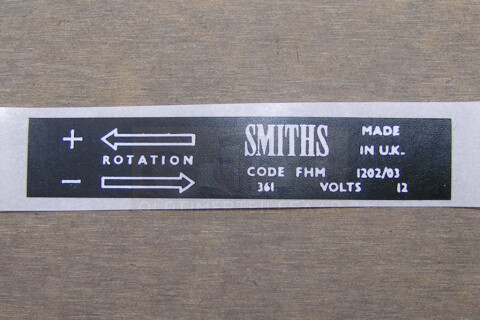 +
ROTATION
-
SMITHS
MADE
IN U.K.
CODE FHM 1202/03
361 VOLTS 12